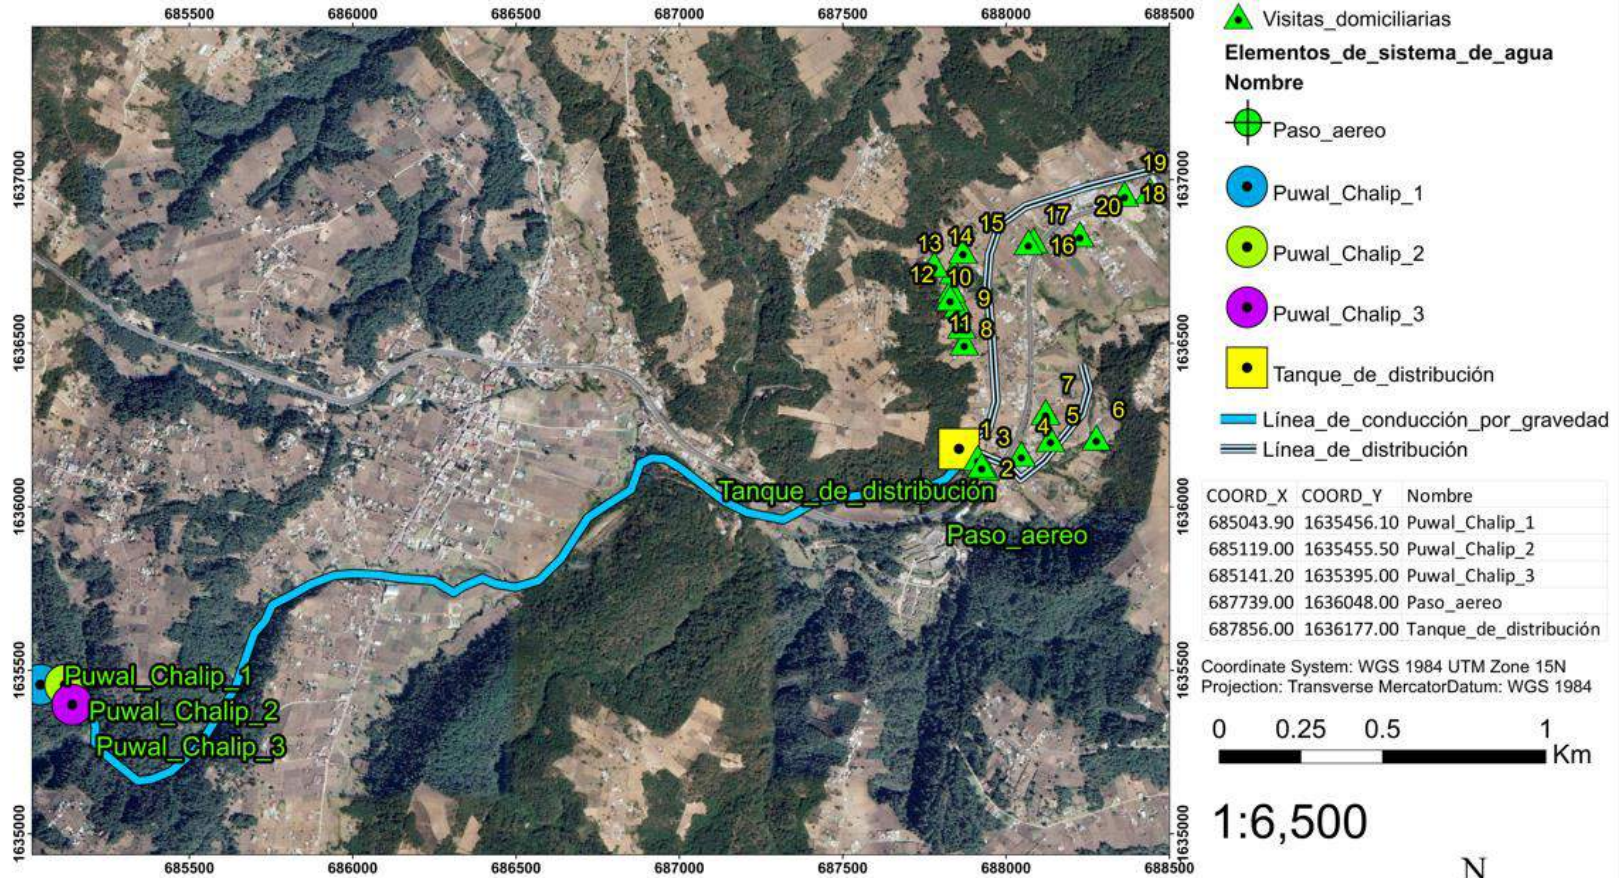 685500 686000 686500 687000 687500 688000 688500
1637000
1636500
1636000
1635500
1635000
1637000
1636500
1636000
1635500
1635000
19
18
20
17
15
16
14
13
12
10
9
11
8
7
6
5
4
3
1
2
Tanque_de_distribución
Paso_aereo
Puwal_Chalip_1
Puwal_Chalip_2
Puwal_Chalip_3
685500 686000 686500 687000 687500 688000 688500
Visitas_domiciliarias
Elementos_de_sistema_de_agua
Nombre
Paso_aereo
Puwal_Chalip_1
Puwal_Chalip_2
Puwal_Chalip_3
Tanque_de_distribución
Línea_de_conducción_por_gravedad
Línea_de_distribución
COORD_X COORD_Y Nombre
685043.90 1635456.10 Puwal_Chalip_1
685119.00 1635455.50 Puwal_Chalip_2
685141.20 1635395.00 Puwal_Chalip_3
687739.00 1636048.00 Paso_aereo
687856.00 1636177.00 Tanque_de_distribución
Coordinate System: WGS 1984 UTM Zone 15N
Projection: Transverse MercatorDatum: WGS 1984
0 0.25 0.5 1
Km
1:6,500
N